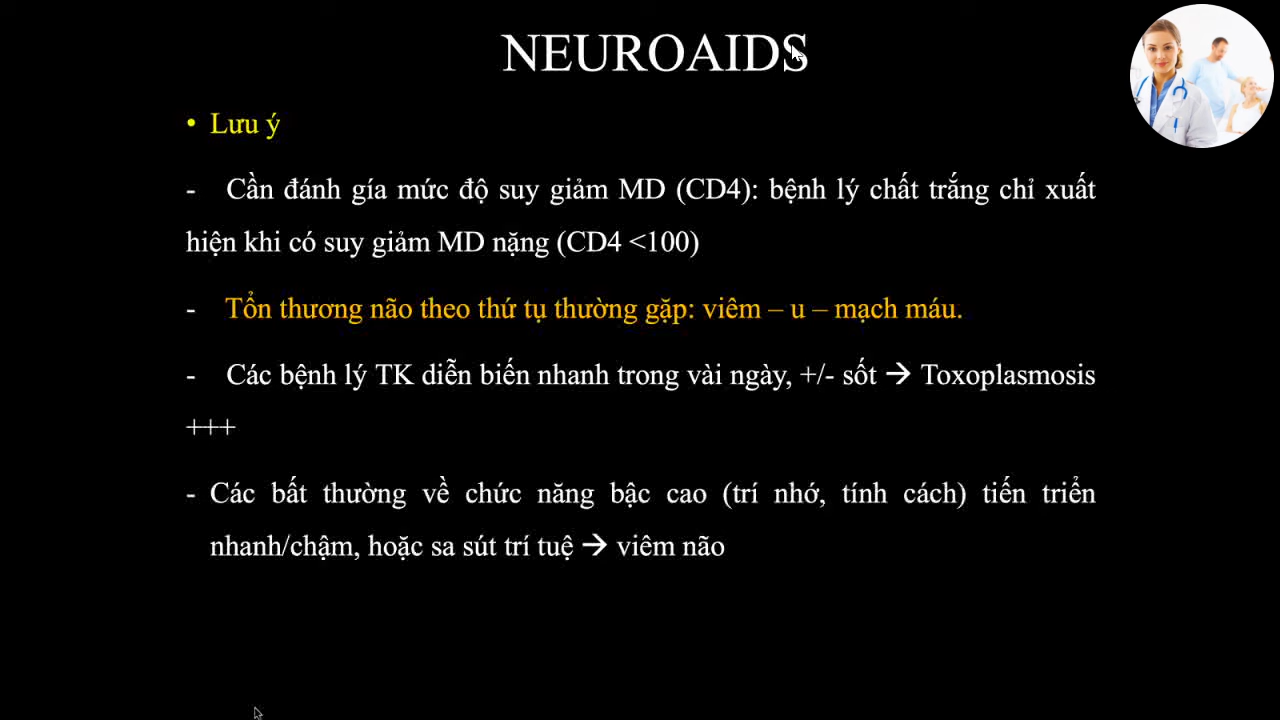 NEUROAIDS
• Lưu ý
- Cần đánh gía mức độ suy giảm MD (CD4): bệnh lý chất trắng chỉ xuất
hiện khi có suy giảm MD nặng (CD4 <100)
- Tổn thương não theo thứ tụ thường gặp: viêm – u – mạch máu.
- Các bệnh lý TK diễn biến nhanh trong vài ngày, +/- sốt → Toxoplasmosis
+++
- Các bất thường về chức năng bậc cao (trí nhớ, tính cách) tiến triển
nhanh/chậm, hoặc sa sút trí tuệ → viêm não